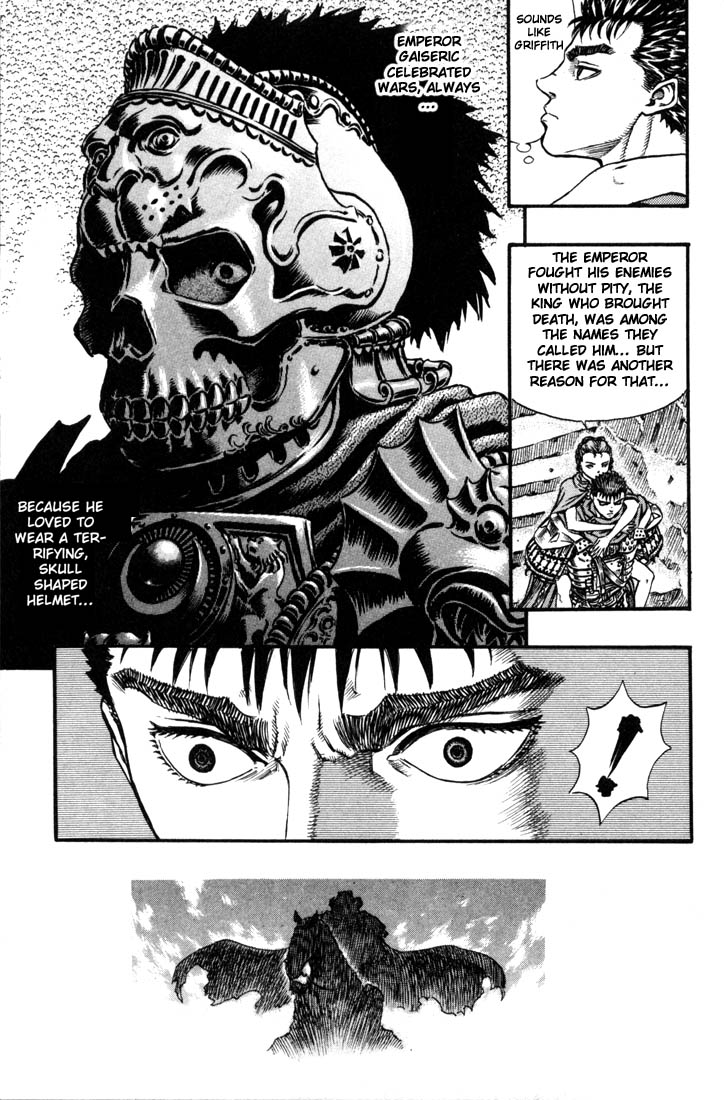 SOUNDS
LIKE
GRIFFITH
THE EMPEROR
FOUGHT HIS ENEMIES
WITHOUT PITY, THE
KING WHO BROUGHT
DEATH, WAS AMONG
THE NAMES THEY
CALLED HIM... BUT
THERE WAS ANOTHER
REASON FOR THAT...
EMPEROR
GAISERIC
CELEBRATED
WARS, ALWAYS
...
BECAUSE HE
LOVED TO
WEAR A TER-
RIFYING,
SKULL
SHAPED
HELMET...
!